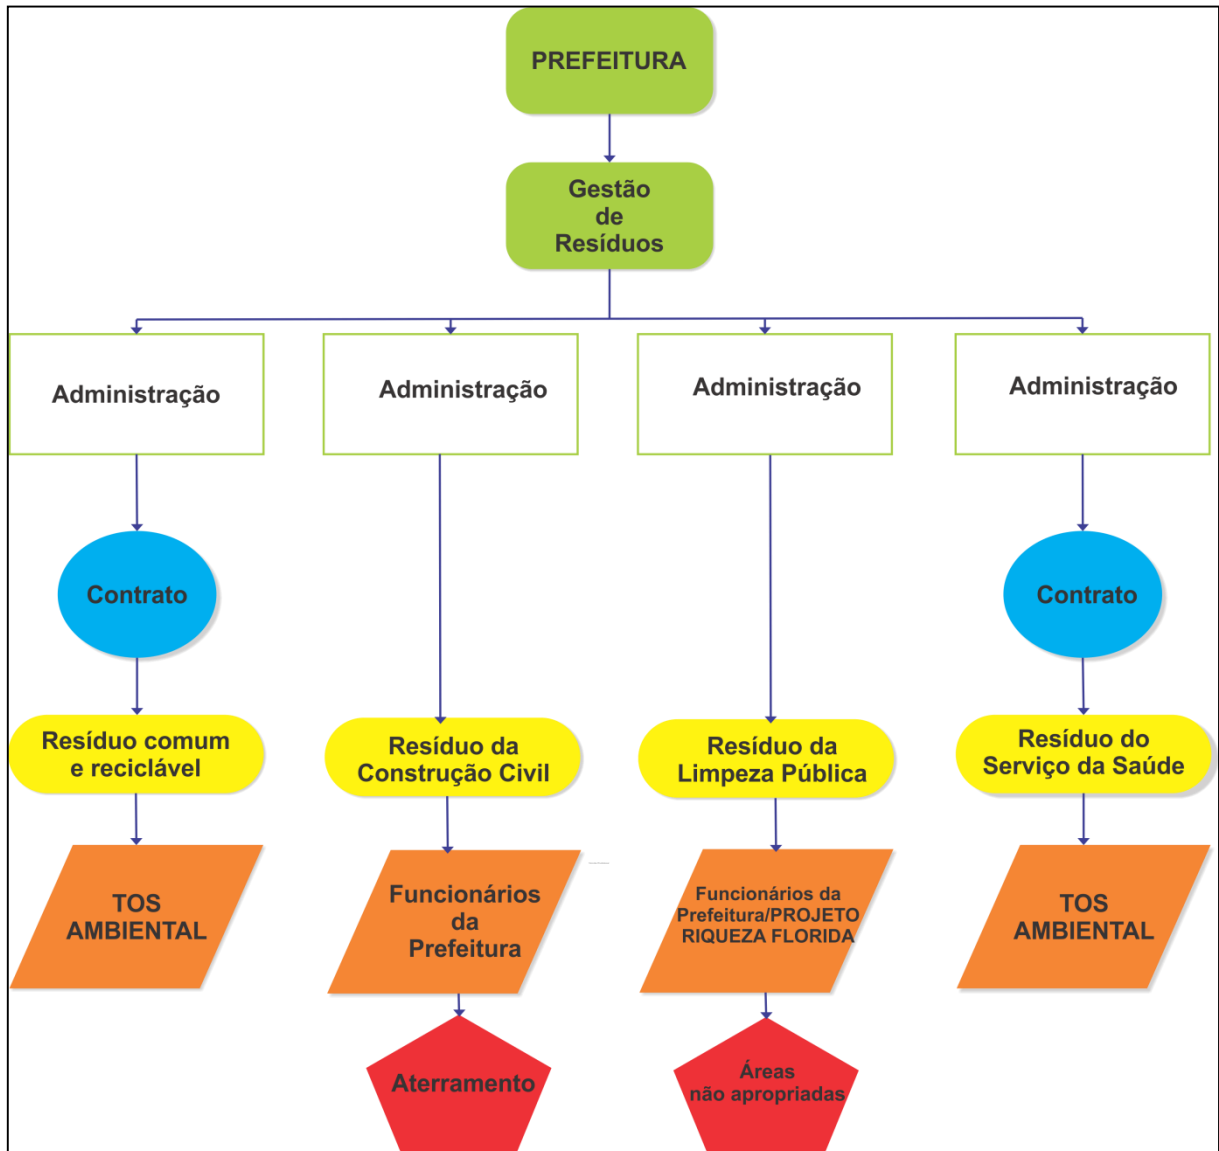 PREFEITURA
Gestão
de
Resíduos
Administração
Administração
Administração
Administração
Contrato
Contrato
Resíduo comum
e reciclável
Resíduo da
Construção Civil
Resíduo da
Limpeza Pública
Resíduo do
Serviço da Saúde
TOS
AMBIENTAL
Funcionários
da
Prefeitura
Funcionários da
Prefeitura/PROJETO
RIQUEZA FLORIDA
TOS
AMBIENTAL
Aterramento
Áreas
não apropriadas